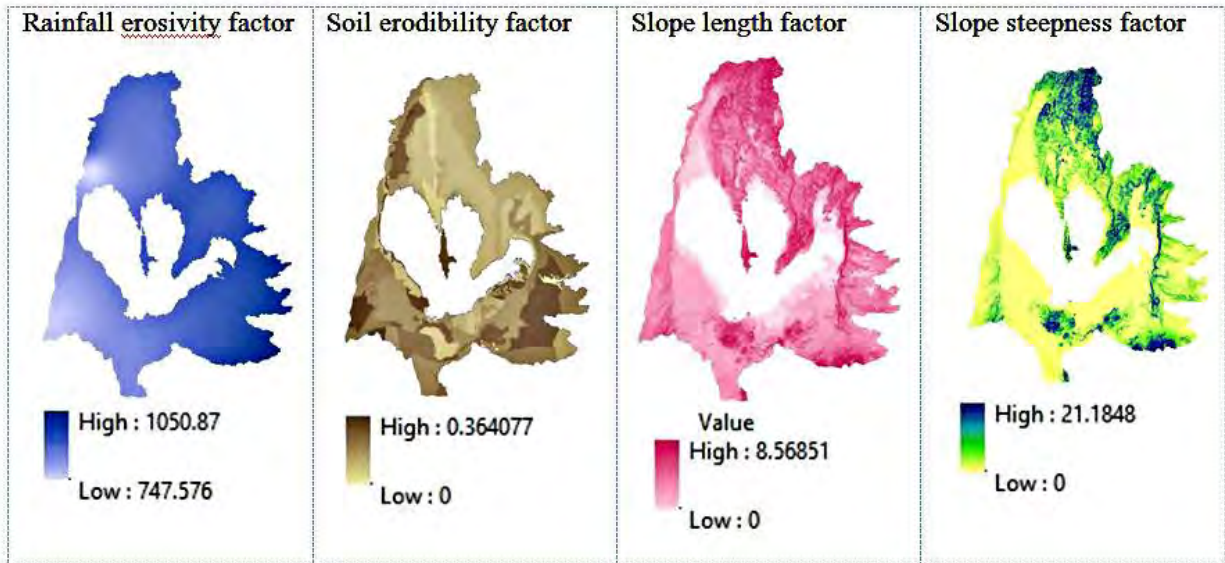 Rainfall erosivity factor
High : 1050.87
Low : 747.576
Soil erodibility factor
High : 0.364077
Low : 0
Slope length factor
Value
High : 8.56851
Low : 0
Slope steepness factor
High : 21.1848
Low : 0